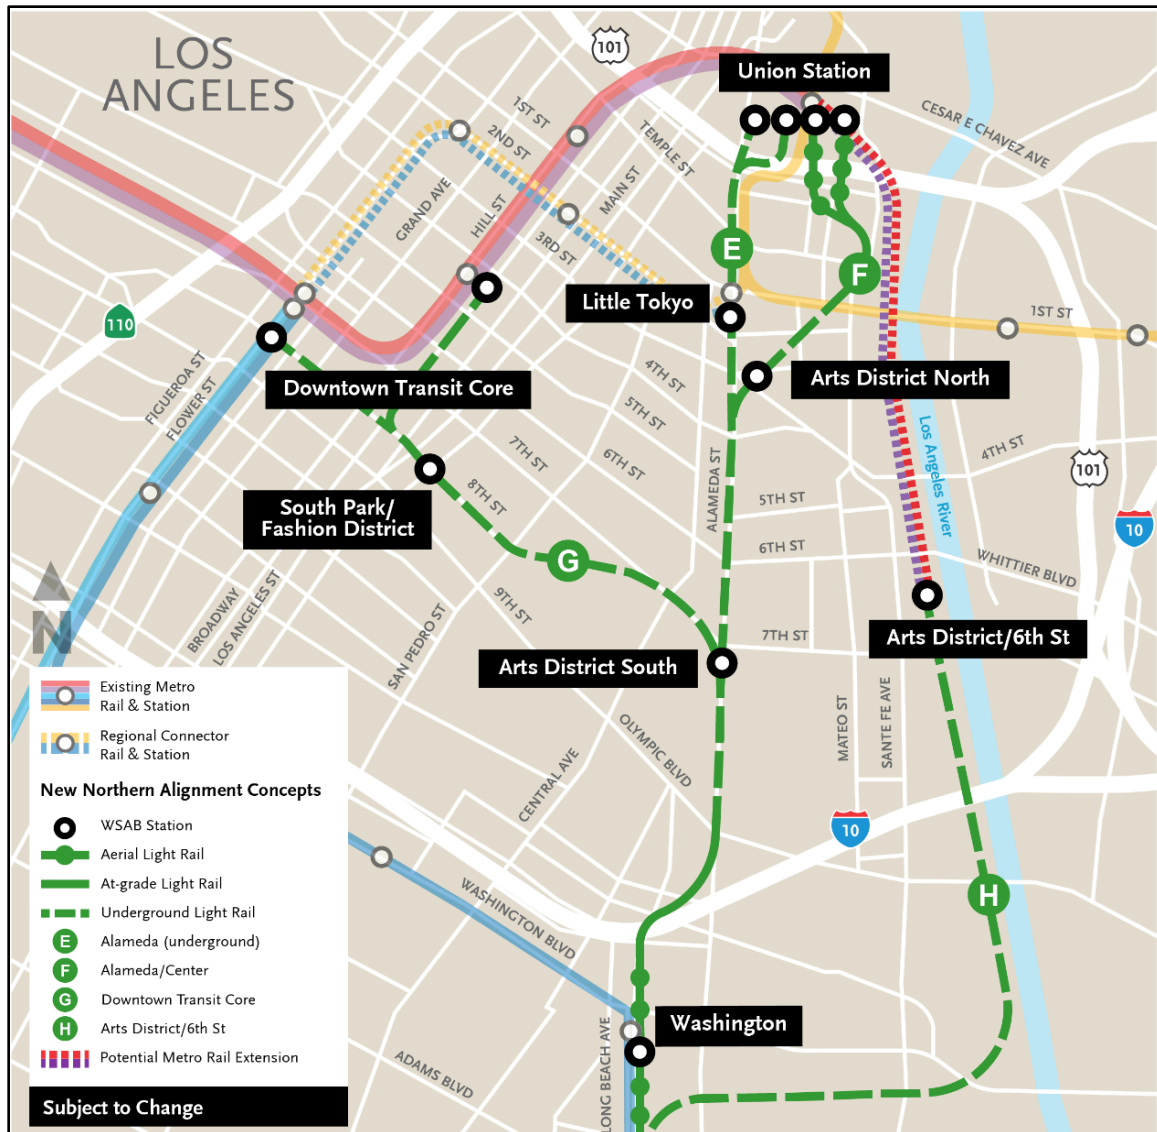 LOS
ANGELES
101
Union Station
CESAR E CHAVEZ AVE
1ST ST
2ND ST
TEMPLE ST
MAIN ST
GRAND AVE
HILL ST
3RD ST
E
F
Little Tokyo
1ST ST
110
FIGUEROA ST
FLOWER ST
Downtown Transit Core
4TH ST
Arts District North
5TH ST
6TH ST
7TH ST
8TH ST
ALAMEDA ST
Los Angeles River
4TH ST
101
10
South Park/
Fashion District
5TH ST
6TH ST
WHITTIER BLVD
G
N
9TH ST
BROADWAY
LOS ANGELES ST
SAN PEDRO ST
7TH ST
Arts District/6th St
Arts District South
MATEO ST
SANTE FE AVE
OLYMPIC BLVD
CENTRAL AVE
10
H
WASHINGTON BLVD
Washington
LONG BEACH AVE
ADAMS BLVD
Existing Metro
Rail & Station
Regional Connector
Rail & Station
New Northern Alignment Concepts
WSAB Station
Aerial Light Rail
At-grade Light Rail
Underground Light Rail
E Alameda (underground)
F Alameda/Center
G Downtown Transit Core
H Arts District/6th St
Potential Metro Rail Extension
Subject to Change